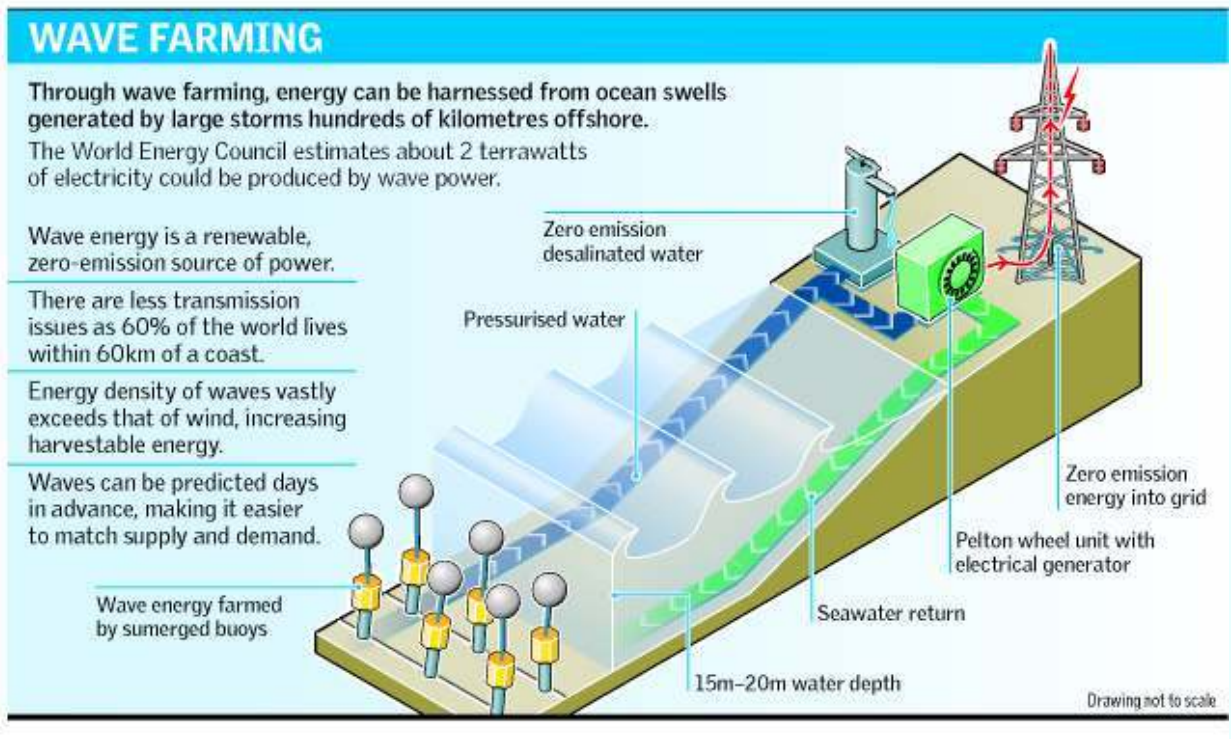 WAVE FARMING
Through wave farming, energy can be harnessed from ocean swells
generated by large storms hundreds of kilometres offshore.
The World Energy Council estimates about 2 terrawatts
of electricity could be produced by wave power.
Wave energy is a renewable,
zero-emission source of power.
There are less transmission
issues as 60% of the world lives
within 60km of a coast.
Energy density of waves vastly
exceeds that of wind, increasing
harvestable energy.
Waves can be predicted days
in advance, making it easier
to match supply and demand.
Wave energy farmed
by sumerged buoys
Zero emission
desalinated water
Pressurised water
Zero emission
energy into grid
Pelton wheel unit with
electrical generator
Seawater return
15m–20m water depth
Drawing not to scale